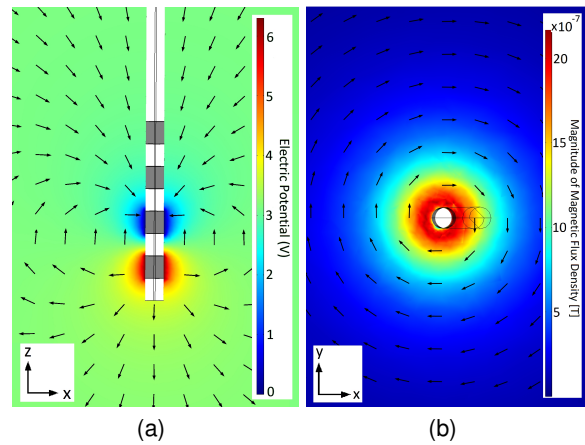 6
5
4
3
2
1
0
Electric Potential (V)
z
x
(a)
x10⁻⁷
20
15
10
5
Magnitude of Magnetic Flux Density [T]
y
x
(b)